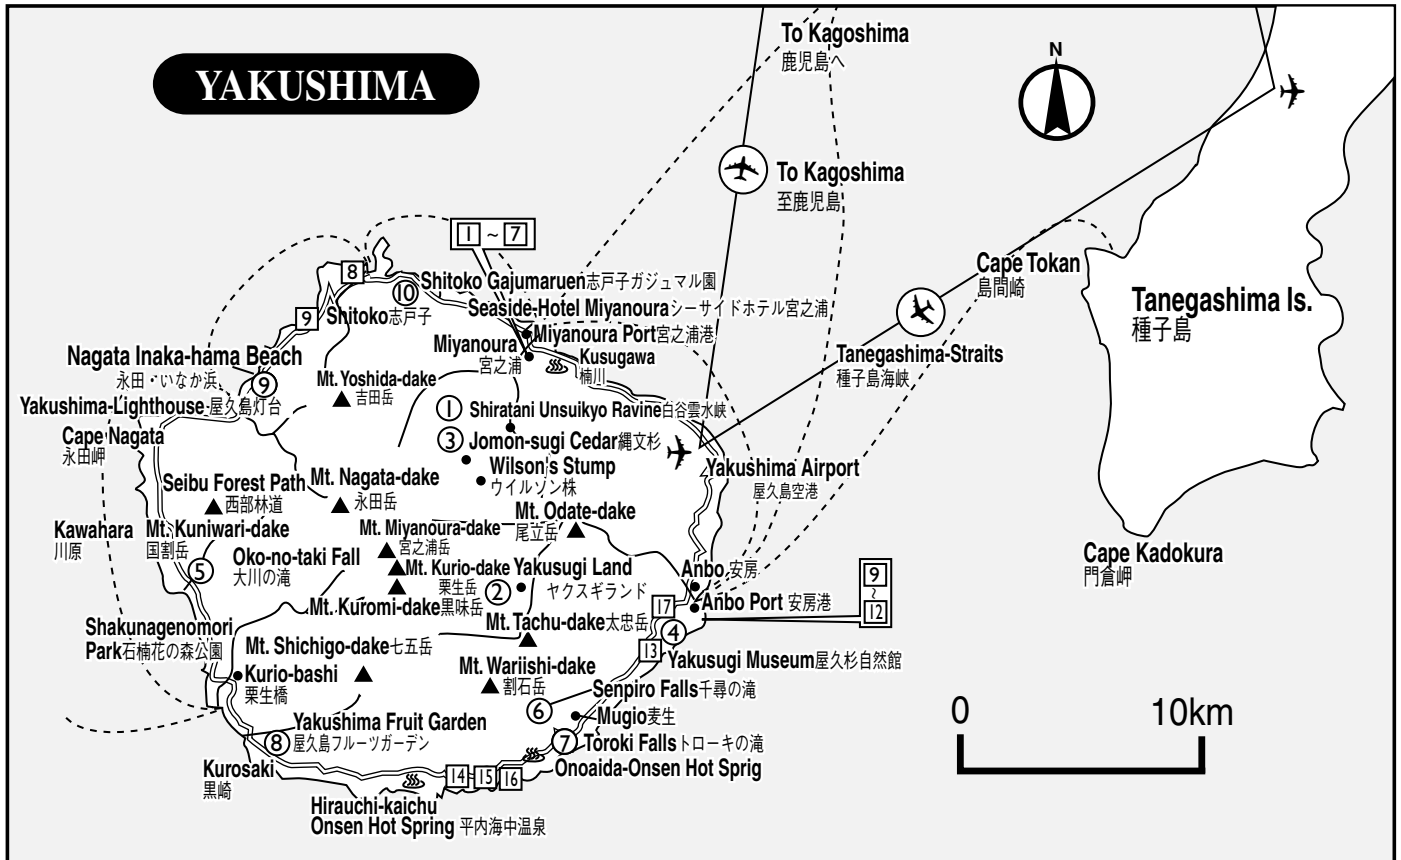 YAKUSHIMA
To Kagoshima
鹿児島へ
N
To Kagoshima
至鹿児島
1 ~ 7
8
Shitoko Gajumaruen志戸子ガジュマル園
10
Seaside Hotel Miyanouraシーサイドホテル宮之浦
9
Shitoko志戸子
Miyanoura Port宮之浦港
Miyanoura
宮之浦
Kusugawa
楠川
Cape Tokan
島間崎
Tanegashima Is.
種子島
Tanegashima-Straits
種子島海峡
Nagata Inaka-hama Beach
永田・いなか浜
9
Mt. Yoshida-dake
吉田岳
Yakushima-Lighthouse 屋久島灯台
1 Shiratani Unsuikyo Ravine白谷雲水峡
Cape Nagata
永田岬
3 Jomon-sugi Cedar縄文杉
Wilson's Stump
ウイルソン株
Yakushima Airport
屋久島空港
Seibu Forest Path
西部林道
Mt. Nagata-dake
永田岳
Mt. Odate-dake
尾立岳
Kawahara
川原
Mt. Kuniwari-dake
国割岳
Mt. Miyanoura-dake
宮之浦岳
Cape Kadokura
門倉岬
Oko-no-taki Fall
大川の滝
5
Mt. Kurio-dake
栗生岳
2
Yakusugi Land
ヤクスギランド
Anbo 安房
9
~
12
Mt. Kuromi-dake黒味岳
17
Anbo Port 安房港
Mt. Tachu-dake太忠岳
4
Shakunagenomori
Park石楠花の森公園
Mt. Shichigo-dake七五岳
13
Yakusugi Museum屋久杉自然館
Kurio-bashi
栗生橋
Mt. Wariishi-dake
割石岳
Senpiro Falls千尋の滝
6
Mugio麦生
0
10km
Yakushima Fruit Garden
8 屋久島フルーツガーデン
7 Toroki Fallsトローキの滝
Kurosaki
黒崎
14 15 16
Onoaida-Onsen Hot Sprig
Hirauchi-kaichu
Onsen Hot Spring 平内海中温泉